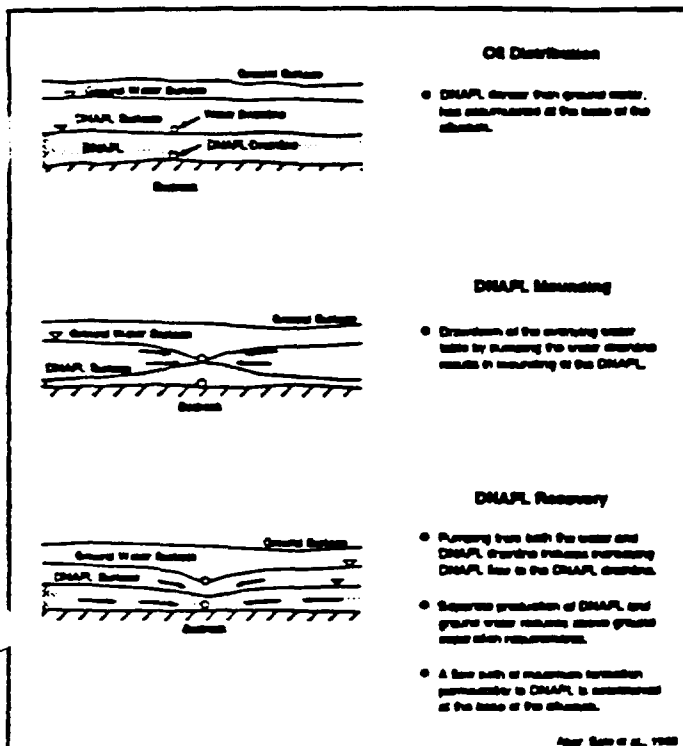 Oil Distribution
Ground Surface
Ground Water Surface
DNAPL Surface
Water Drainline
DNAPL
DNAPL Drainline
Bedrock
DNAPL, denser than ground water,
has accumulated at the base of the
alluvium.
DNAPL Mounding
Ground Surface
Ground Water Surface
DNAPL Surface
Bedrock
Drawdown of the overlying water
table by pumping the water drainline
results in mounding of the DNAPL.
DNAPL Recovery
Ground Surface
Ground Water Surface
DNAPL Surface
Bedrock
Pumping from both the water and
DNAPL drainline induces increasing
DNAPL flow to the DNAPL drainline.
Separate production of DNAPL and
ground water reduces above ground
separation requirements.
A flow path of maximum formation
permeability to DNAPL is
at the base of the alluvium.
et al.,